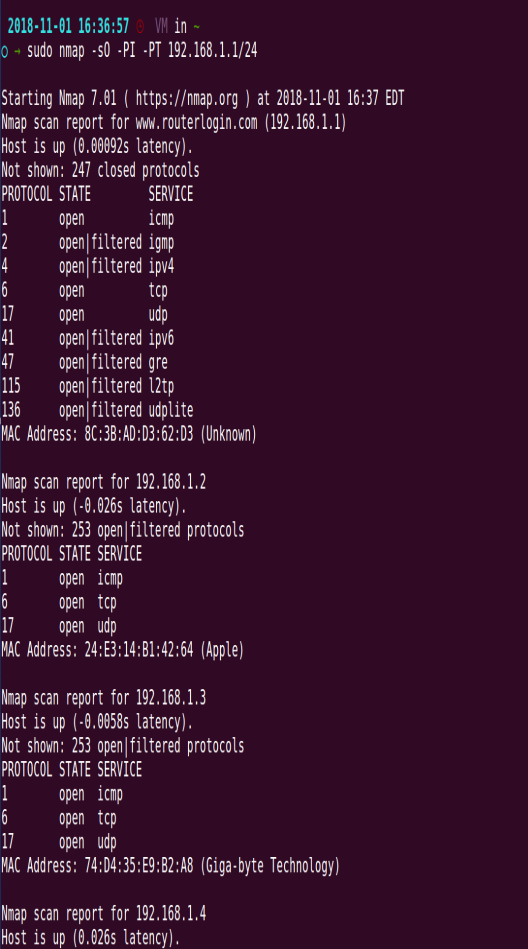 2018-11-01 16:36:57 VM in ~
→ sudo nmap -sO -PI -PT 192.168.1.1/24
Starting Nmap 7.01 ( https://nmap.org ) at 2018-11-01 16:37 EDT
Nmap scan report for www.routerlogin.com (192.168.1.1)
Host is up (0.00092s latency).
Not shown: 247 closed protocols
PROTOCOL STATE         SERVICE
1        open          icmp
2        open|filtered igmp
4        open|filtered ipv4
6        open          tcp
17       open          udp
41       open|filtered ipv6
47       open|filtered gre
115      open|filtered l2tp
136      open|filtered udplite
MAC Address: 8C:3B:AD:D3:62:D3 (Unknown)
Nmap scan report for 192.168.1.2
Host is up (-0.026s latency).
Not shown: 253 open|filtered protocols
PROTOCOL STATE SERVICE
1        open  icmp
6        open  tcp
17       open  udp
MAC Address: 24:E3:14:B1:42:64 (Apple)
Nmap scan report for 192.168.1.3
Host is up (-0.0058s latency).
Not shown: 253 open|filtered protocols
PROTOCOL STATE SERVICE
1        open  icmp
6        open  tcp
17       open  udp
MAC Address: 74:D4:35:E9:B2:A8 (Giga-byte Technology)
Nmap scan report for 192.168.1.4
Host is up (0.026s latency).